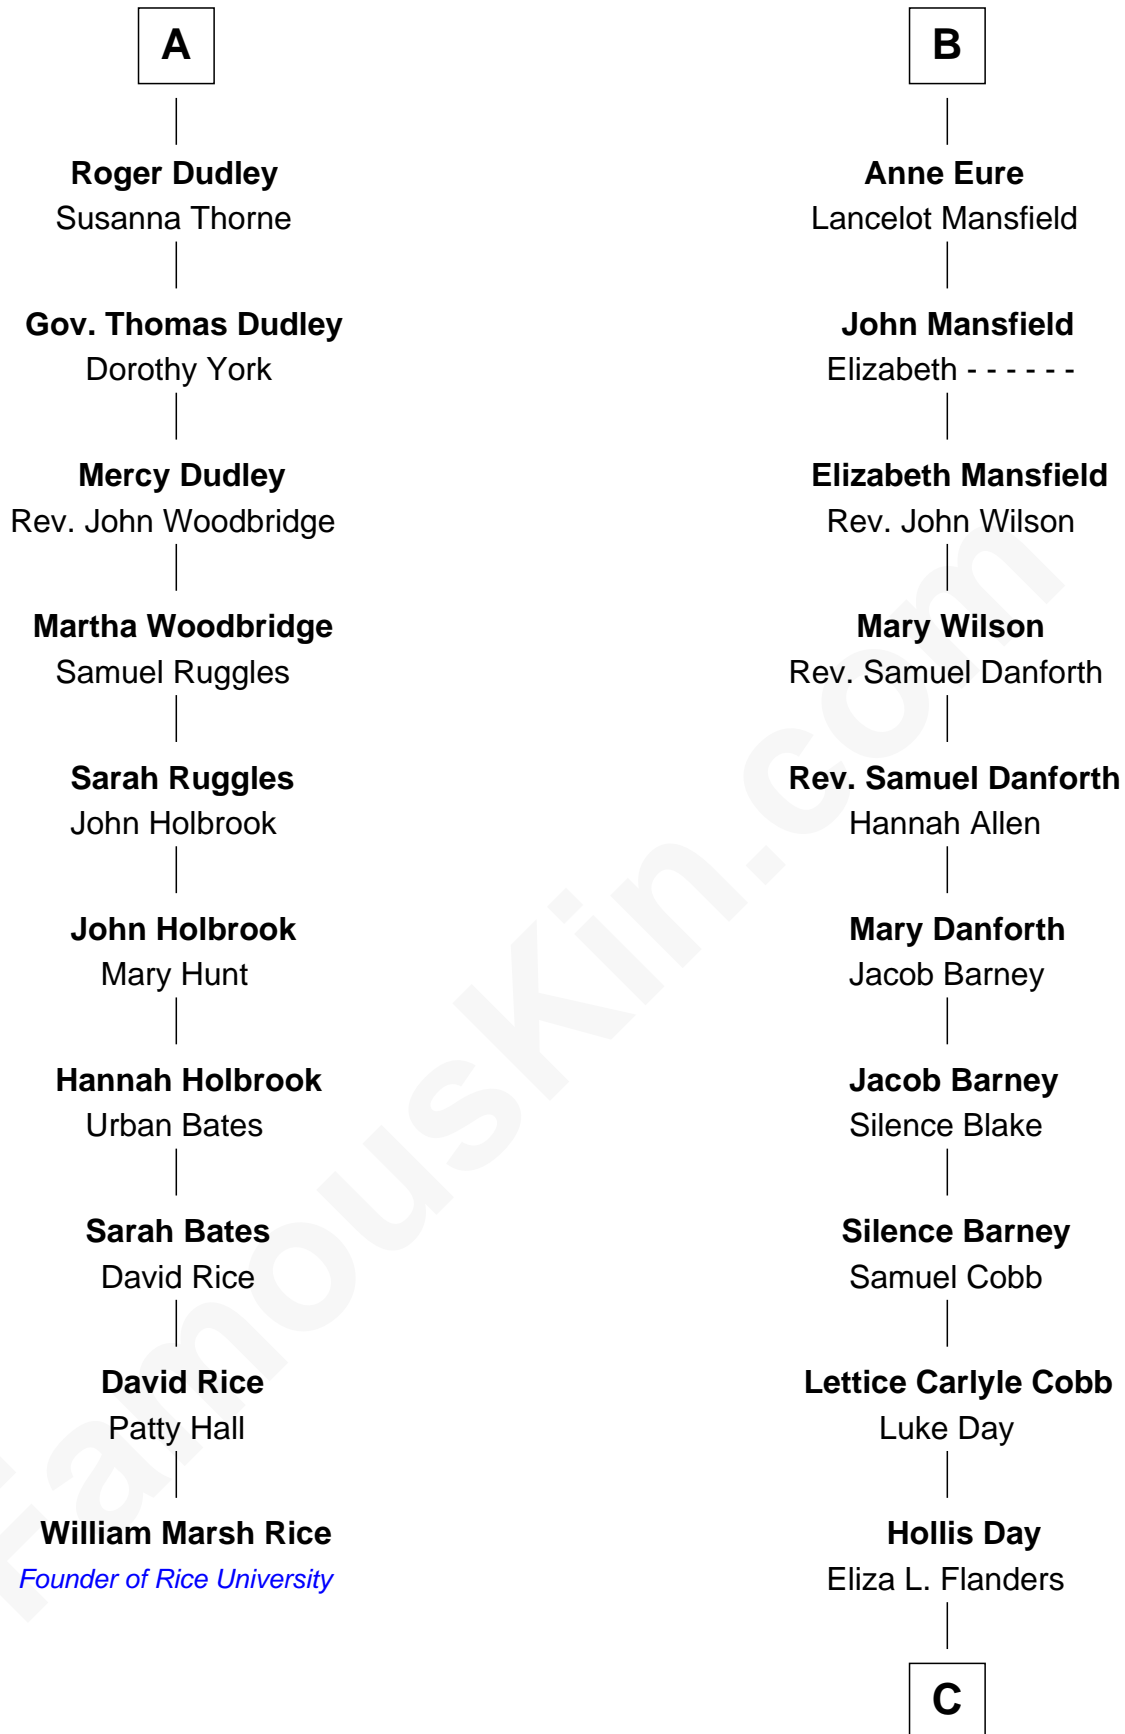 A
Roger Dudley
Susanna Thorne
Gov. Thomas Dudley
Dorothy York
Mercy Dudley
Rev. John Woodbridge
Martha Woodbridge
Samuel Ruggles
Sarah Ruggles
John Holbrook
John Holbrook
Mary Hunt
Hannah Holbrook
Urban Bates
Sarah Bates
David Rice
David Rice
Patty Hall
William Marsh Rice
Founder of Rice University
B
Anne Eure
Lancelot Mansfield
John Mansfield
Elizabeth - - - - - -
Elizabeth Mansfield
Rev. John Wilson
Mary Wilson
Rev. Samuel Danforth
Rev. Samuel Danforth
Hannah Allen
Mary Danforth
Jacob Barney
Jacob Barney
Silence Blake
Silence Barney
Samuel Cobb
Lettice Carlyle Cobb
Luke Day
Hollis Day
Eliza L. Flanders
C
FamousKin.com